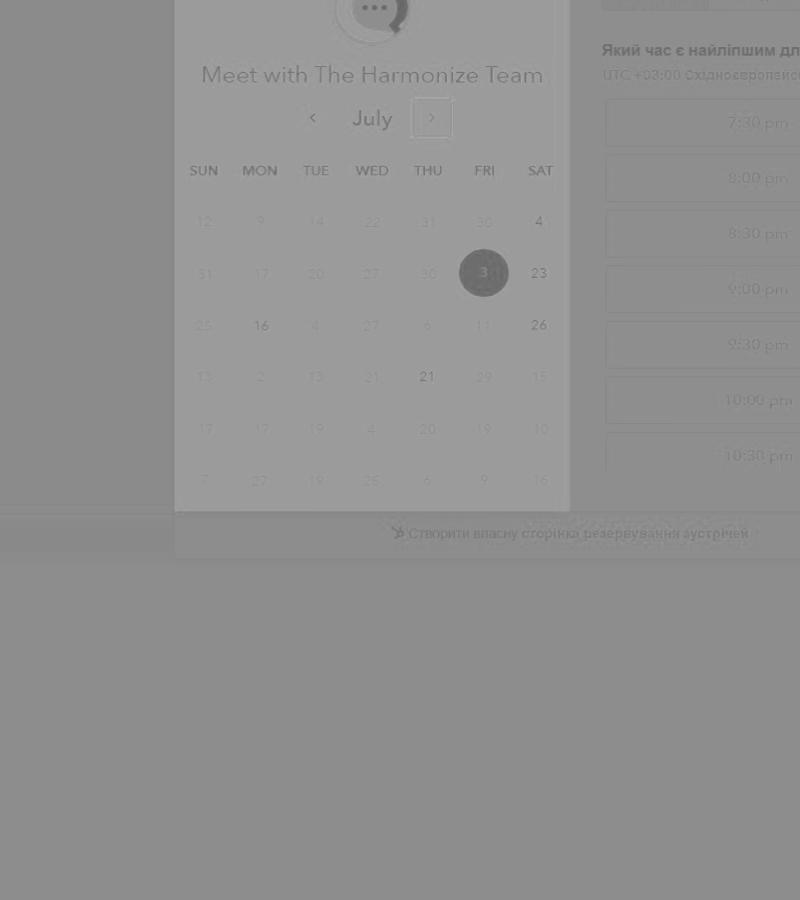 Meet with The Harmonize Team
July
SUN MON TUE WED THU FRI SAT
12 9 14 22 31 30 4
31 17 20 27 30 3 23
25 16 4 27 6 11 26
13 2 13 21 21 29 15
17 17 19 4 20 19 10
7 27 19 25 6 9 16
Який час є найліпшим дл
UTC +03:00 Східноєвропейсь
7:30 pm
8:00 pm
8:30 pm
9:00 pm
9:30 pm
10:00 pm
10:30 pm
Створити власну сторінка резервування зустрічей